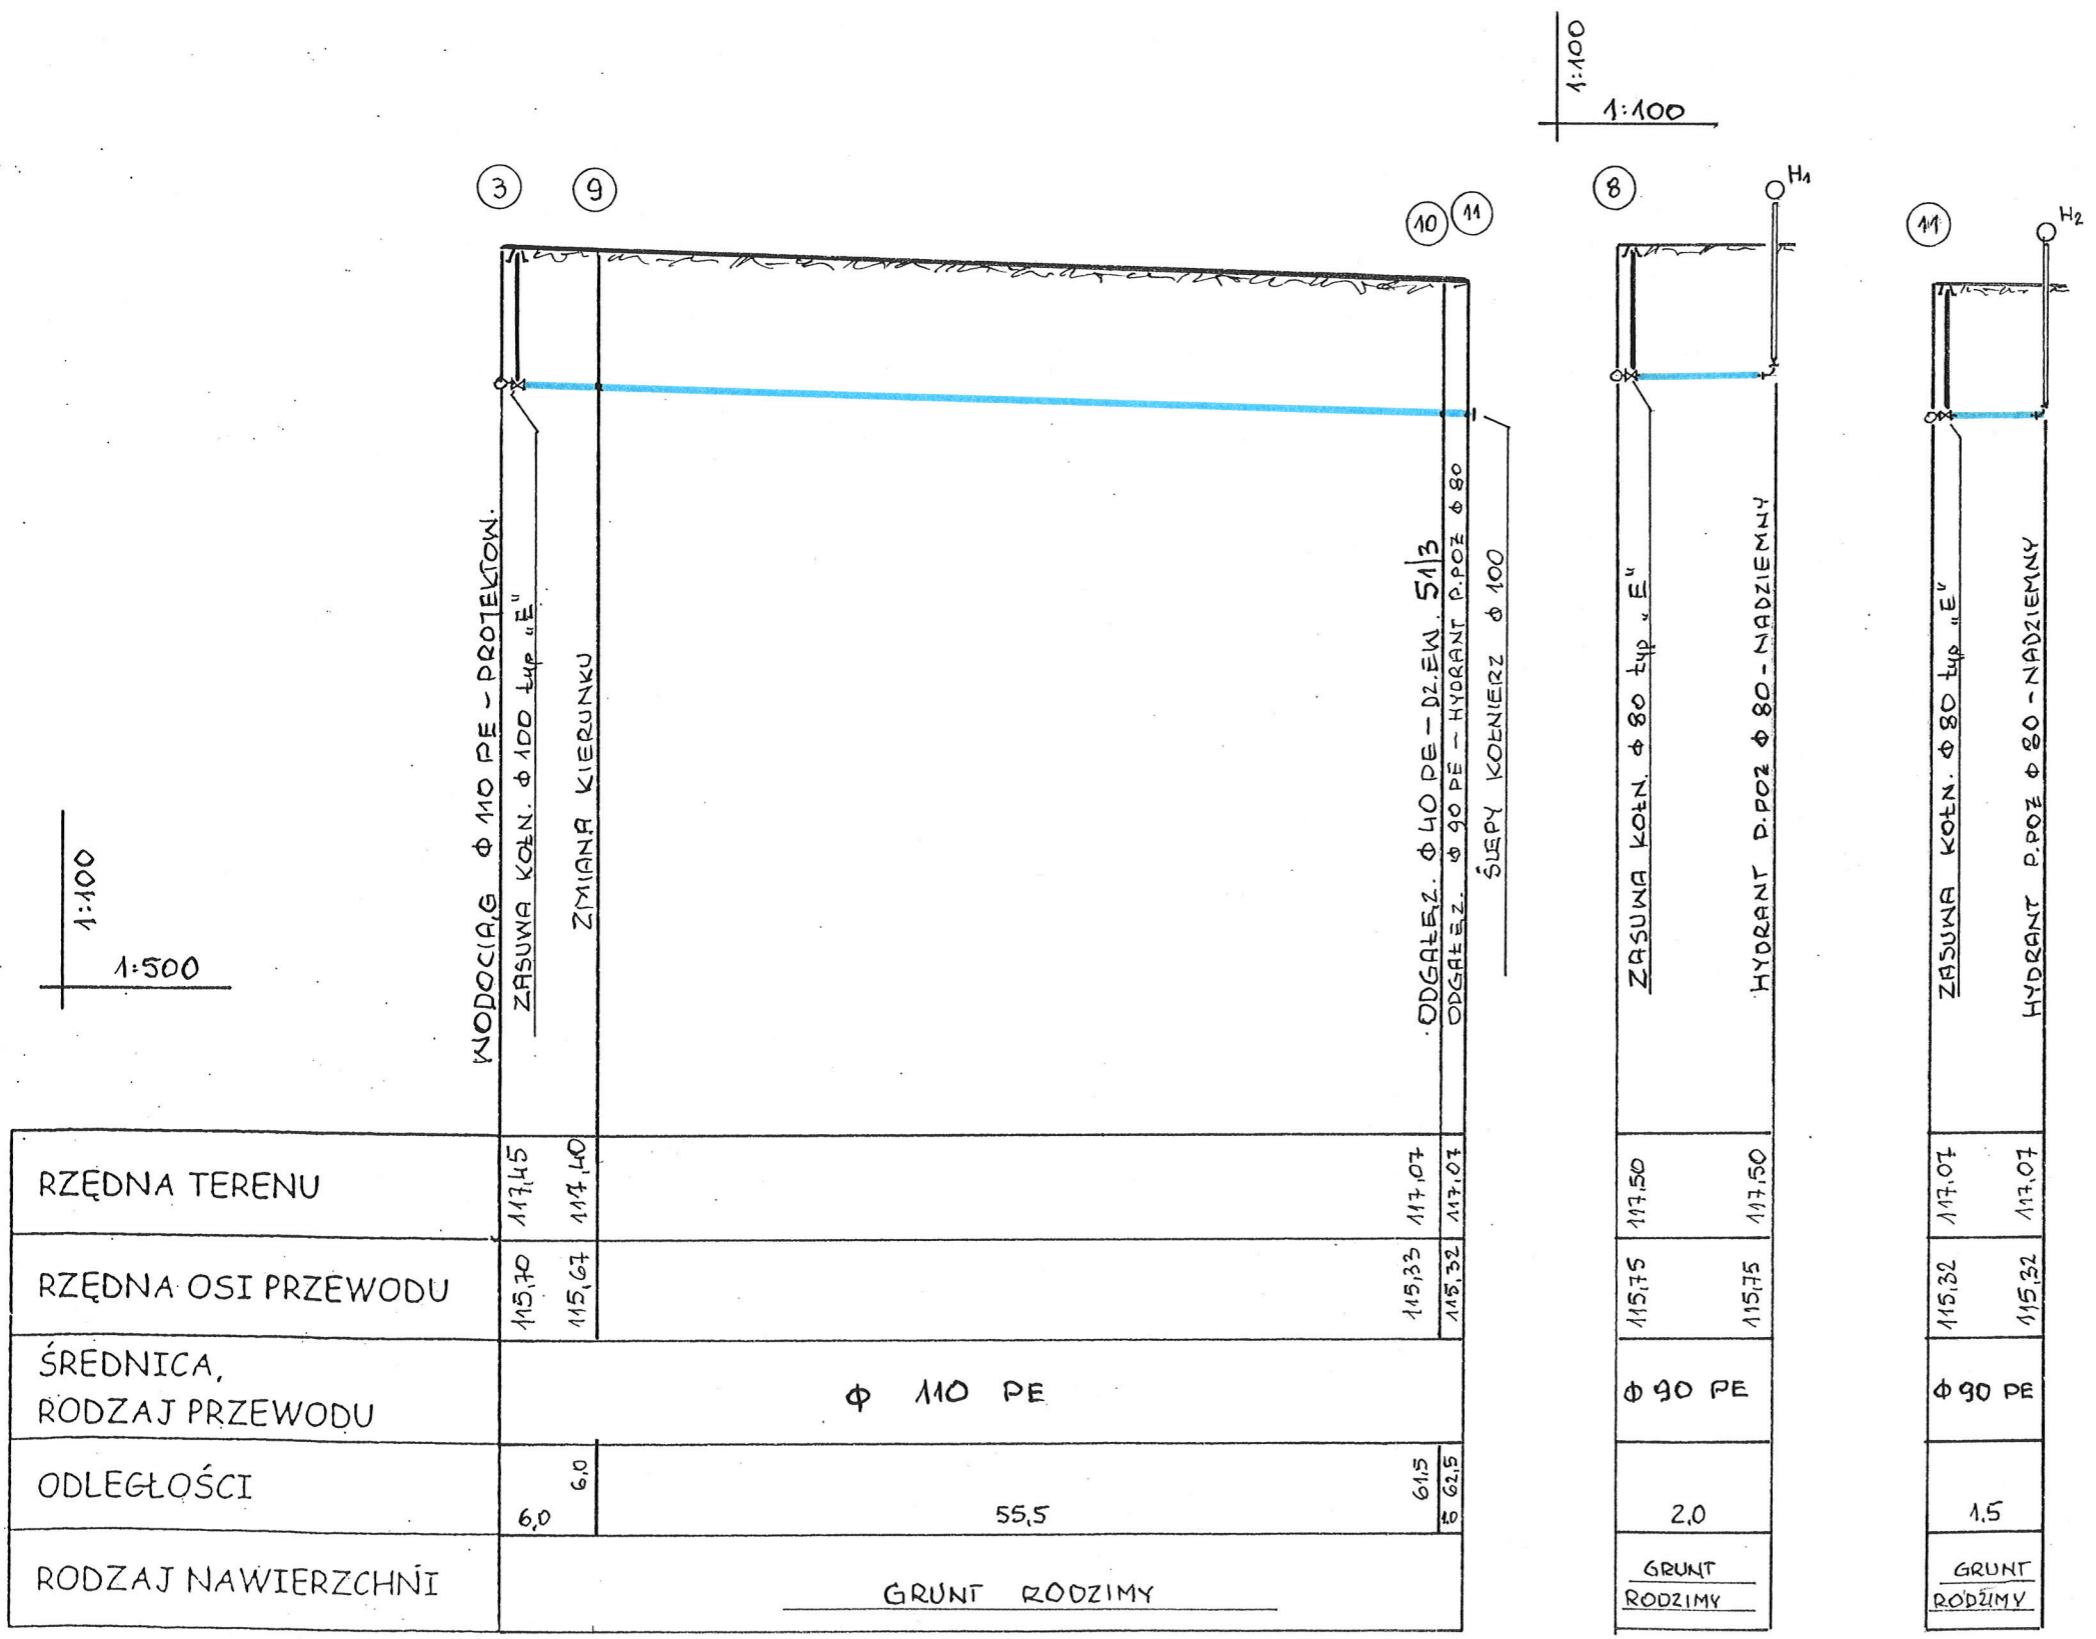 1:100
1:100
3
9
10
11
8
H1
11
H2
1:100
1:500
WODOCIĄG Φ 110 PE - PROJEKTOW.
ZASUWA KOŁN. Φ 100 typ „E"
ZMIANA KIERUNKU
ODGAŁĘZ. Φ 40 PE - DZ.EW. 51/3
ODGAŁĘZ. Φ 90 PE - HYDRANT P.POŻ Φ 80
ŚLEPY KOŁNIERZ Φ 100
ZASUWA KOŁN. Φ 80 typ „E"
HYDRANT P.POŻ Φ 80 - NADZIEMNY
ZASUWA KOŁN. Φ 80 typ „E"
HYDRANT P.POŻ Φ 80 - NADZIEMNY
RZĘDNA TERENU
117,45
117,40
117,07
117,07
117,50
117,50
117,07
117,07
RZĘDNA OSI PRZEWODU
115,70
115,67
115,33
115,32
115,75
115,75
115,32
115,32
ŚREDNICA,
RODZAJ PRZEWODU
Φ 110 PE
Φ 90 PE
Φ 90 PE
ODLEGŁOŚCI
6,0
6,0
55,5
61,5
1,0
62,5
2,0
1,5
RODZAJ NAWIERZCHNI
GRUNT RODZIMY
GRUNT
RODZIMY
GRUNT
RODZIMY